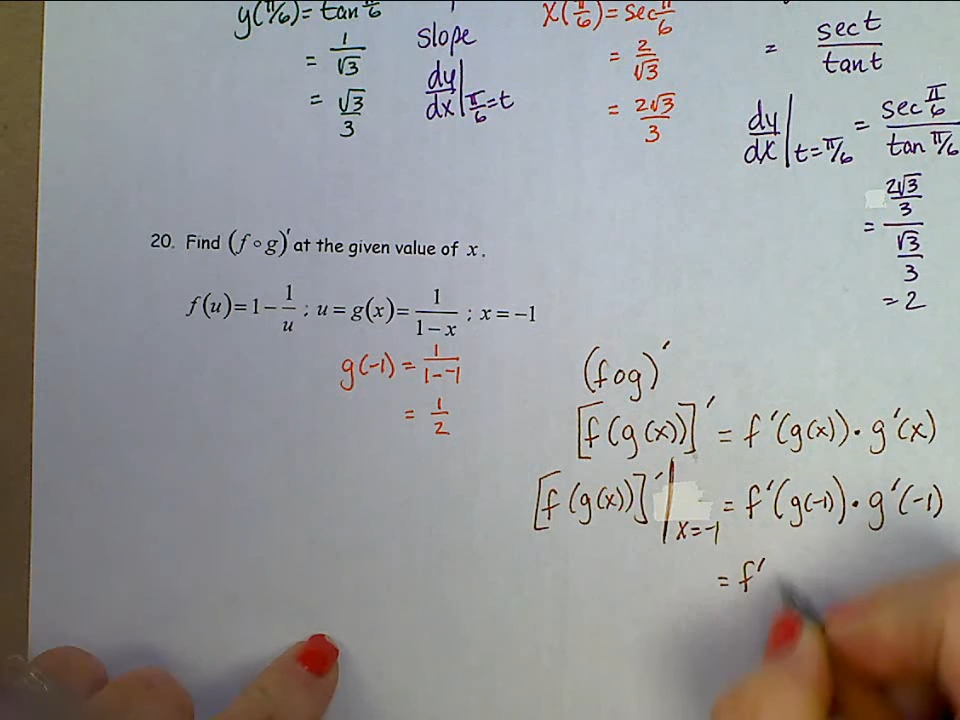 y(π/6) = tan π/6
= 1/√3
= √3/3
slope
dy/dx | π/6 = t
x(π/6) = sec π/6
= 2/√3
= 2√3/3
= sec t / tan t
dy/dx | t = π/6 = sec π/6 / tan π/6
= (2√3/3) / (√3/3)
= 2
20. Find (f ∘ g)′ at the given value of x.
f(u) = 1 − 1/u ; u = g(x) = 1/(1 − x) ; x = −1
g(-1) = 1/(1 - -1)
= 1/2
(f o g)′
[f(g(x))]′ = f′(g(x)) · g′(x)
[f(g(x))]′ | x = -1 = f′(g(-1)) · g′(-1)
= f′